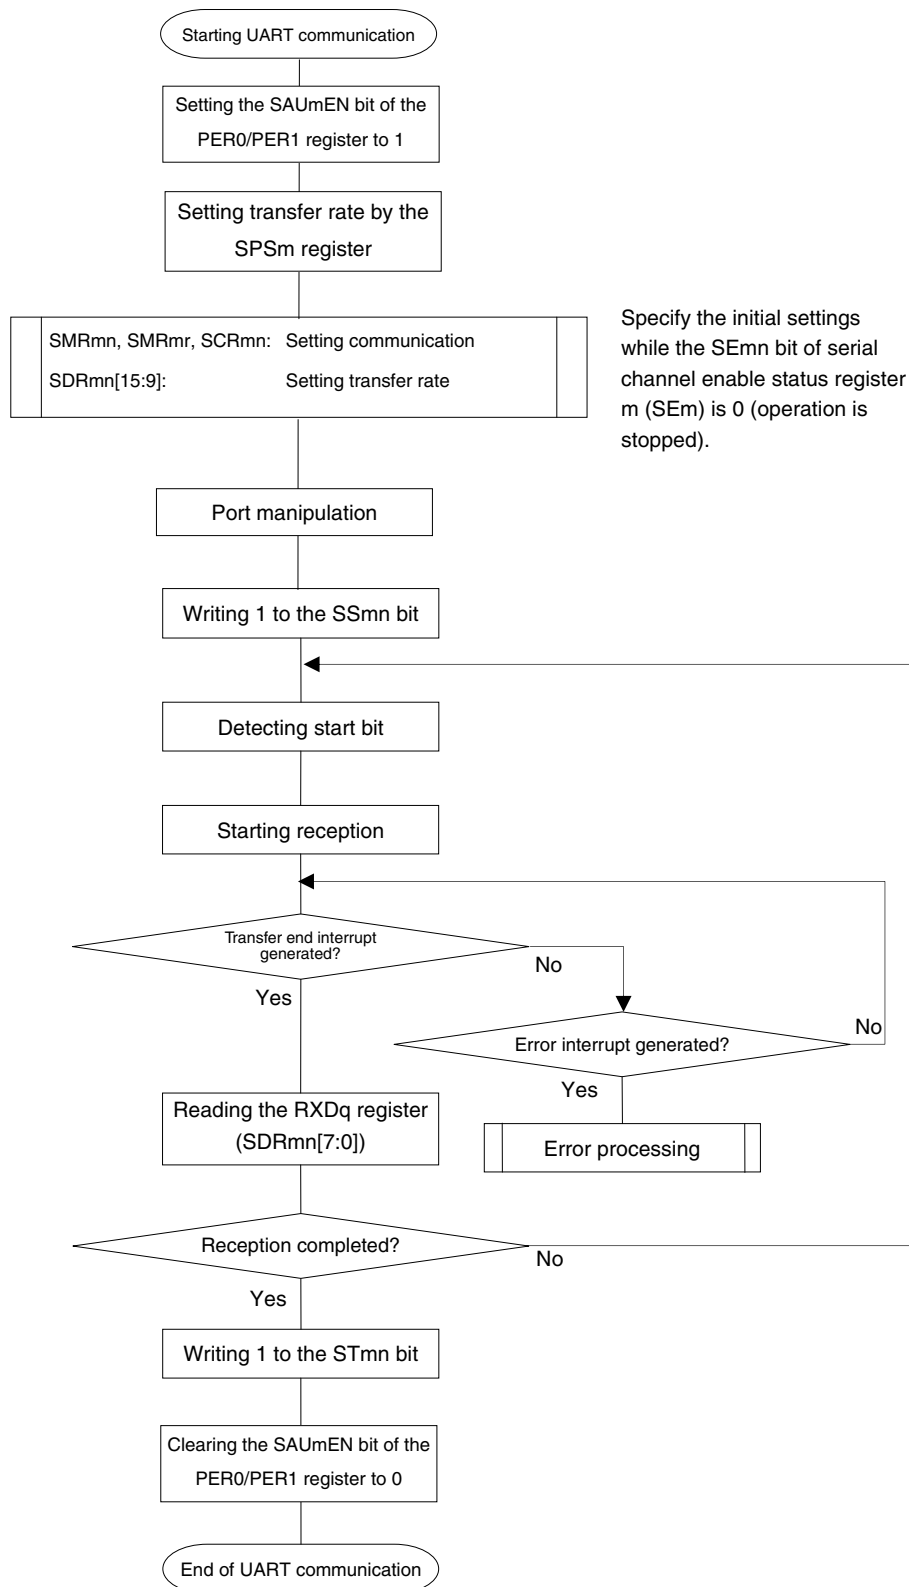 Starting UART communication
Setting the SAUmEN bit of the
PER0/PER1 register to 1
Setting transfer rate by the
SPSm register
SMRmn, SMRmr, SCRmn: Setting communication
SDRmn[15:9]: Setting transfer rate
Specify the initial settings
while the SEmn bit of serial
channel enable status register
m (SEm) is 0 (operation is
stopped).
Port manipulation
Writing 1 to the SSmn bit
Detecting start bit
Starting reception
Transfer end interrupt
generated?
No
Yes
Error interrupt generated?
No
Yes
Error processing
Reading the RXDq register
(SDRmn[7:0])
Reception completed?
No
Yes
Writing 1 to the STmn bit
Clearing the SAUmEN bit of the
PER0/PER1 register to 0
End of UART communication